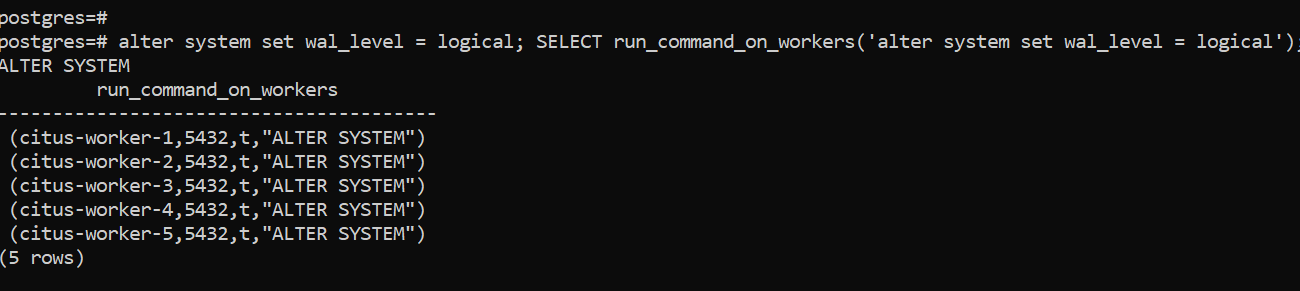 postgres=#
postgres=# alter system set wal_level = logical; SELECT run_command_on_workers('alter system set wal_level = logical');
ALTER SYSTEM
run_command_on_workers
----------------------------------------
(citus-worker-1,5432,t,"ALTER SYSTEM")
(citus-worker-2,5432,t,"ALTER SYSTEM")
(citus-worker-3,5432,t,"ALTER SYSTEM")
(citus-worker-4,5432,t,"ALTER SYSTEM")
(citus-worker-5,5432,t,"ALTER SYSTEM")
(5 rows)